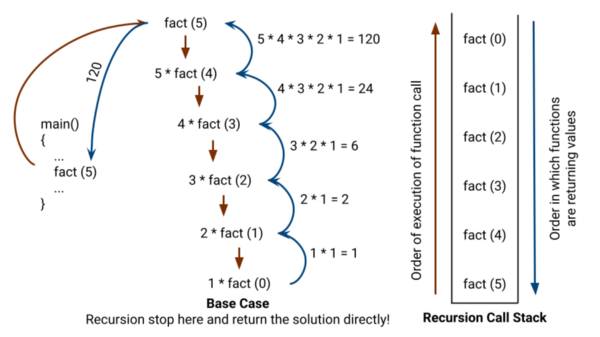 fact (5)
5 * 4 * 3 * 2 * 1 = 120
120
5 * fact (4)
4 * 3 * 2 * 1 = 24
4 * fact (3)
3 * 2 * 1 = 6
3 * fact (2)
2 * 1 = 2
2 * fact (1)
1 * 1 = 1
1 * fact (0)
main()
{
...
fact (5)
...
}
Base Case
Recursion stop here and return the solution directly!
Order of execution of function call
fact (0)
fact (1)
fact (2)
fact (3)
fact (4)
fact (5)
Order in which functions
are returning values
Recursion Call Stack